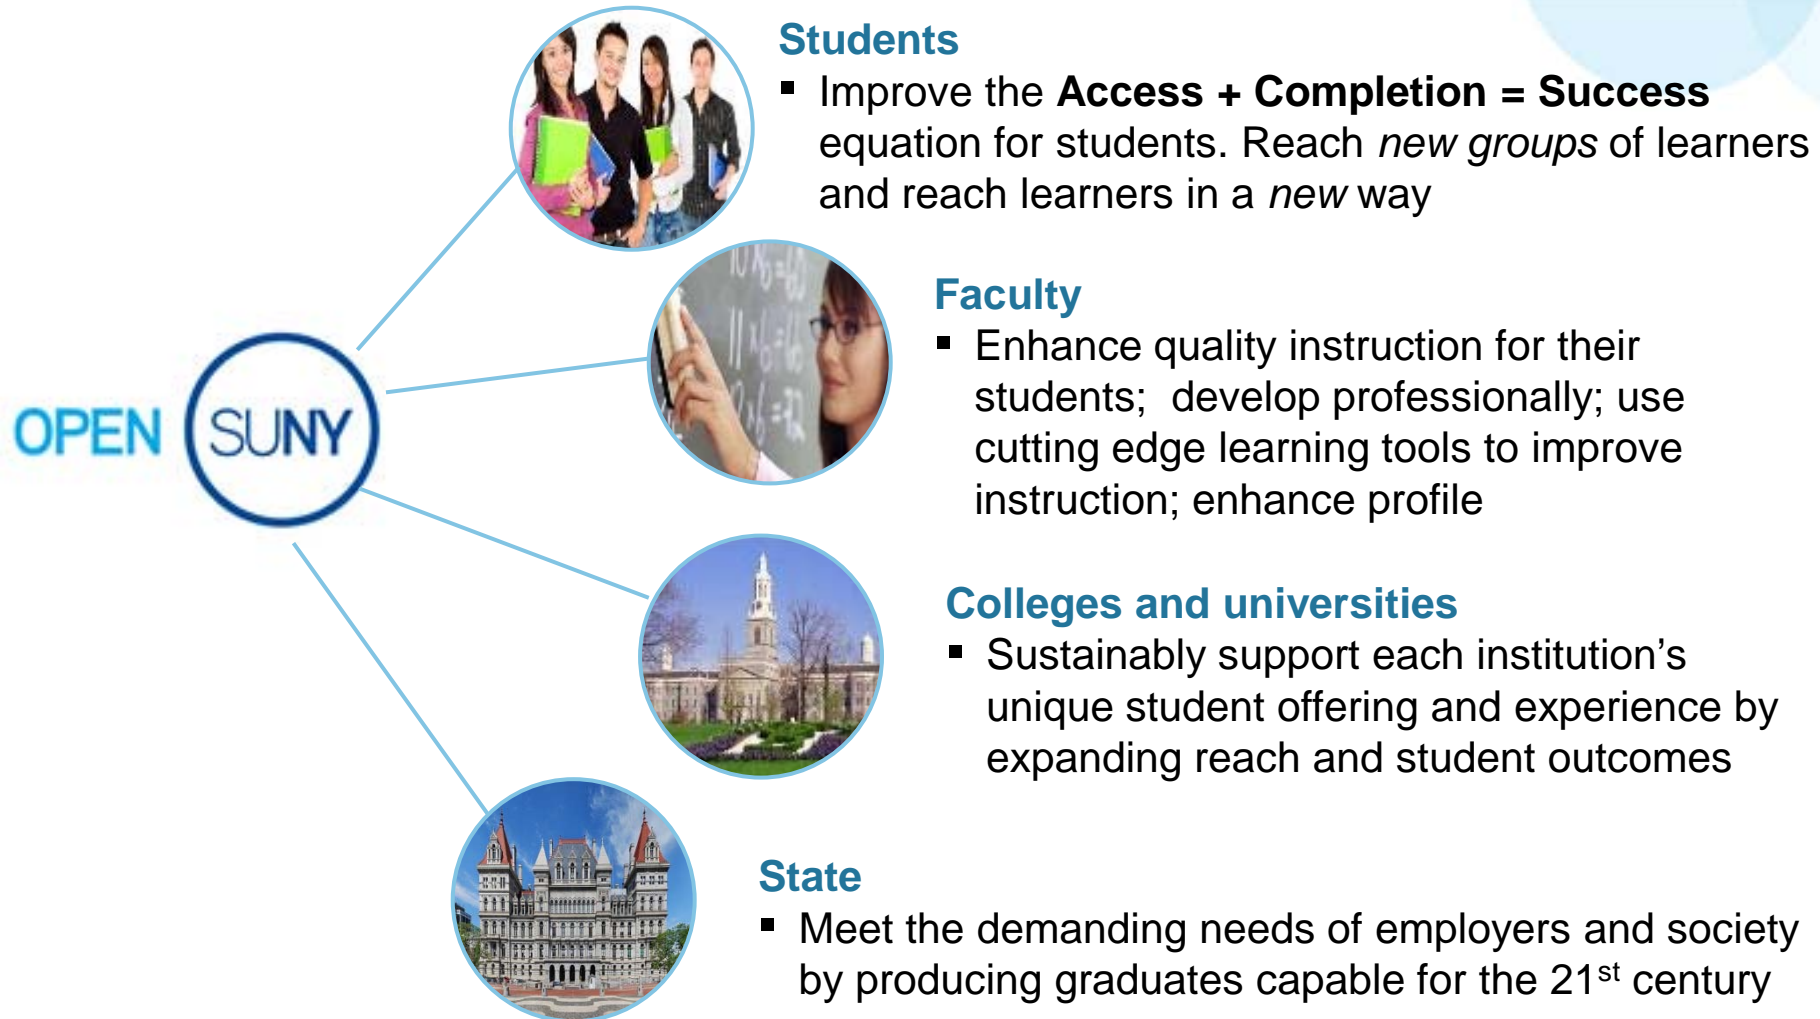 Students
▪ Improve the Access + Completion = Success
equation for students. Reach new groups of learners
and reach learners in a new way
Faculty
▪ Enhance quality instruction for their
students;  develop professionally; use
cutting edge learning tools to improve
instruction; enhance profile
OPEN SUNY
Colleges and universities
▪ Sustainably support each institution’s
unique student offering and experience by
expanding reach and student outcomes
State
▪ Meet the demanding needs of employers and society
by producing graduates capable for the 21st century